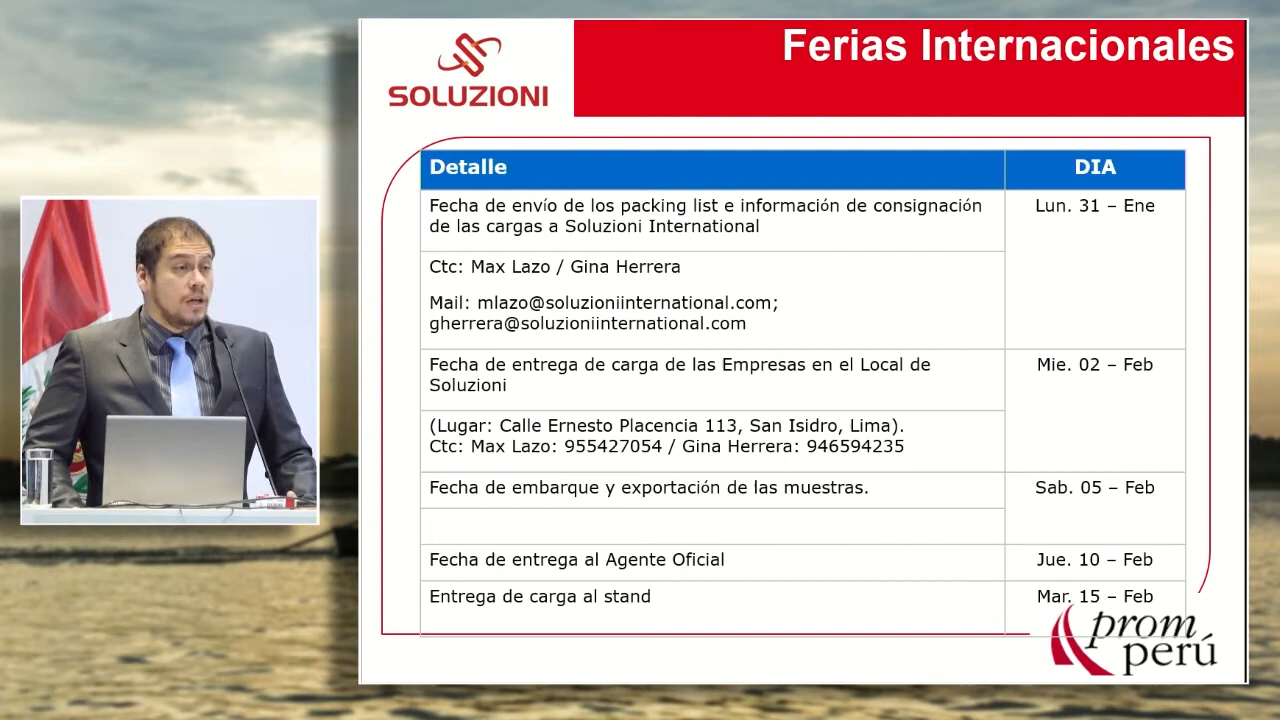 SOLUZIONI
Ferias Internacionales
Detalle
DIA
Fecha de envío de los packing list e información de consignación
de las cargas a Soluzioni International
Lun. 31 – Ene
Ctc: Max Lazo / Gina Herrera
Mail: mlazo@soluzioniinternational.com;
gherrera@soluzioniinternational.com
Fecha de entrega de carga de las Empresas en el Local de
Soluzioni
Mie. 02 – Feb
(Lugar: Calle Ernesto Placencia 113, San Isidro, Lima).
Ctc: Max Lazo: 955427054 / Gina Herrera: 946594235
Fecha de embarque y exportación de las muestras.
Sab. 05 – Feb
Fecha de entrega al Agente Oficial
Jue. 10 – Feb
Entrega de carga al stand
Mar. 15 – Feb
prom
perú